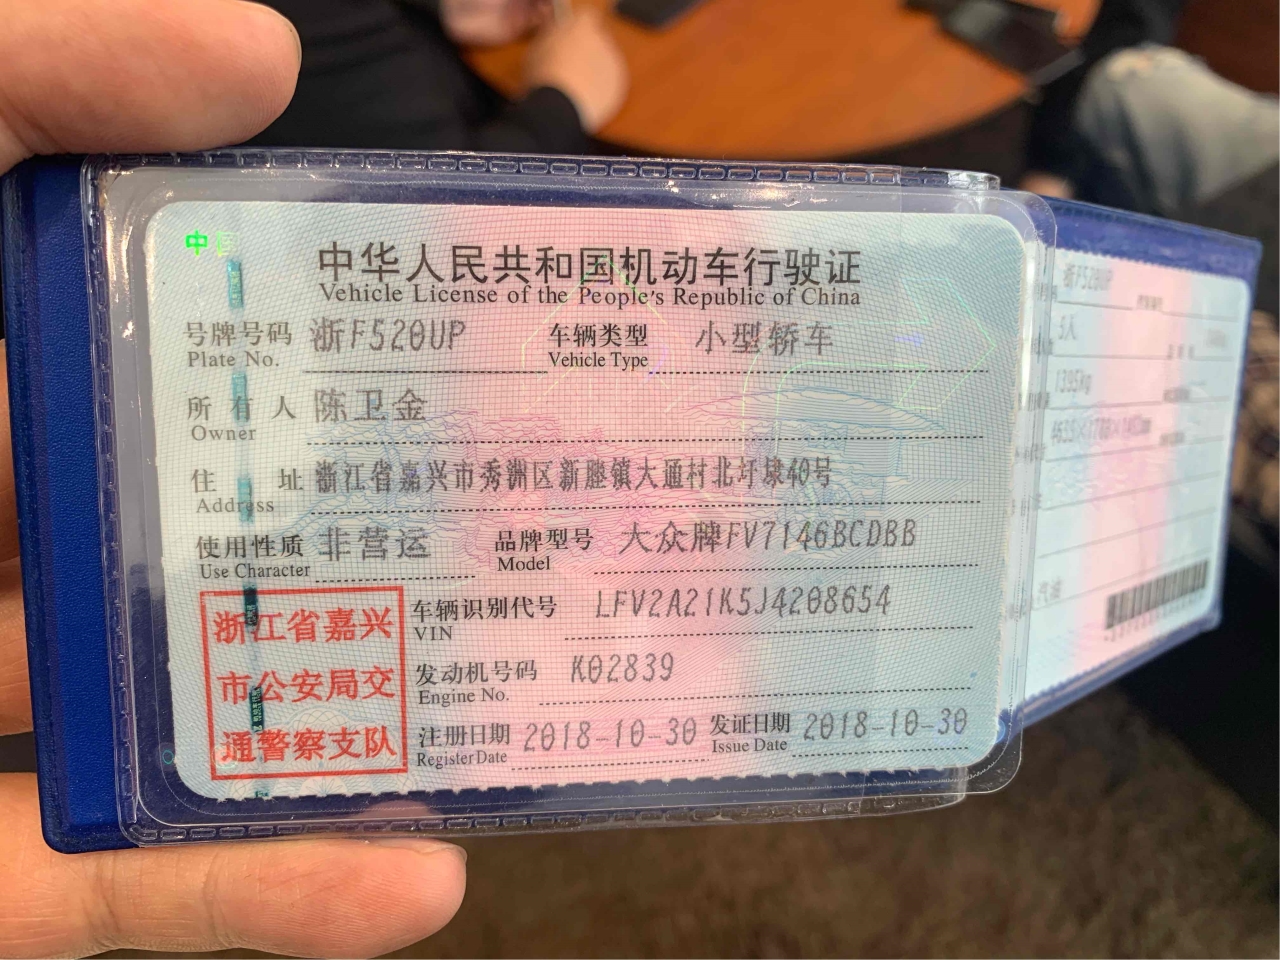 中国
中华人民共和国机动车行驶证
Vehicle License of the People's Republic of China
号牌号码 浙F520UP 车辆类型 小型轿车
Plate No. Vehicle Type
所有人 陈卫金
Owner
住址 浙江省嘉兴市秀洲区新塍镇大通村北圩埭40号
Address
使用性质 非营运 品牌型号 大众牌FV7146BCDBB
Use Character Model
浙江省嘉兴
市公安局交
通警察支队
车辆识别代号 LFV2A21K5J4208654
VIN
发动机号码 K02839
Engine No.
注册日期 2018-10-30 发证日期 2018-10-30
Register Date Issue Date
浙F520UP
5人
1395kg
汽油